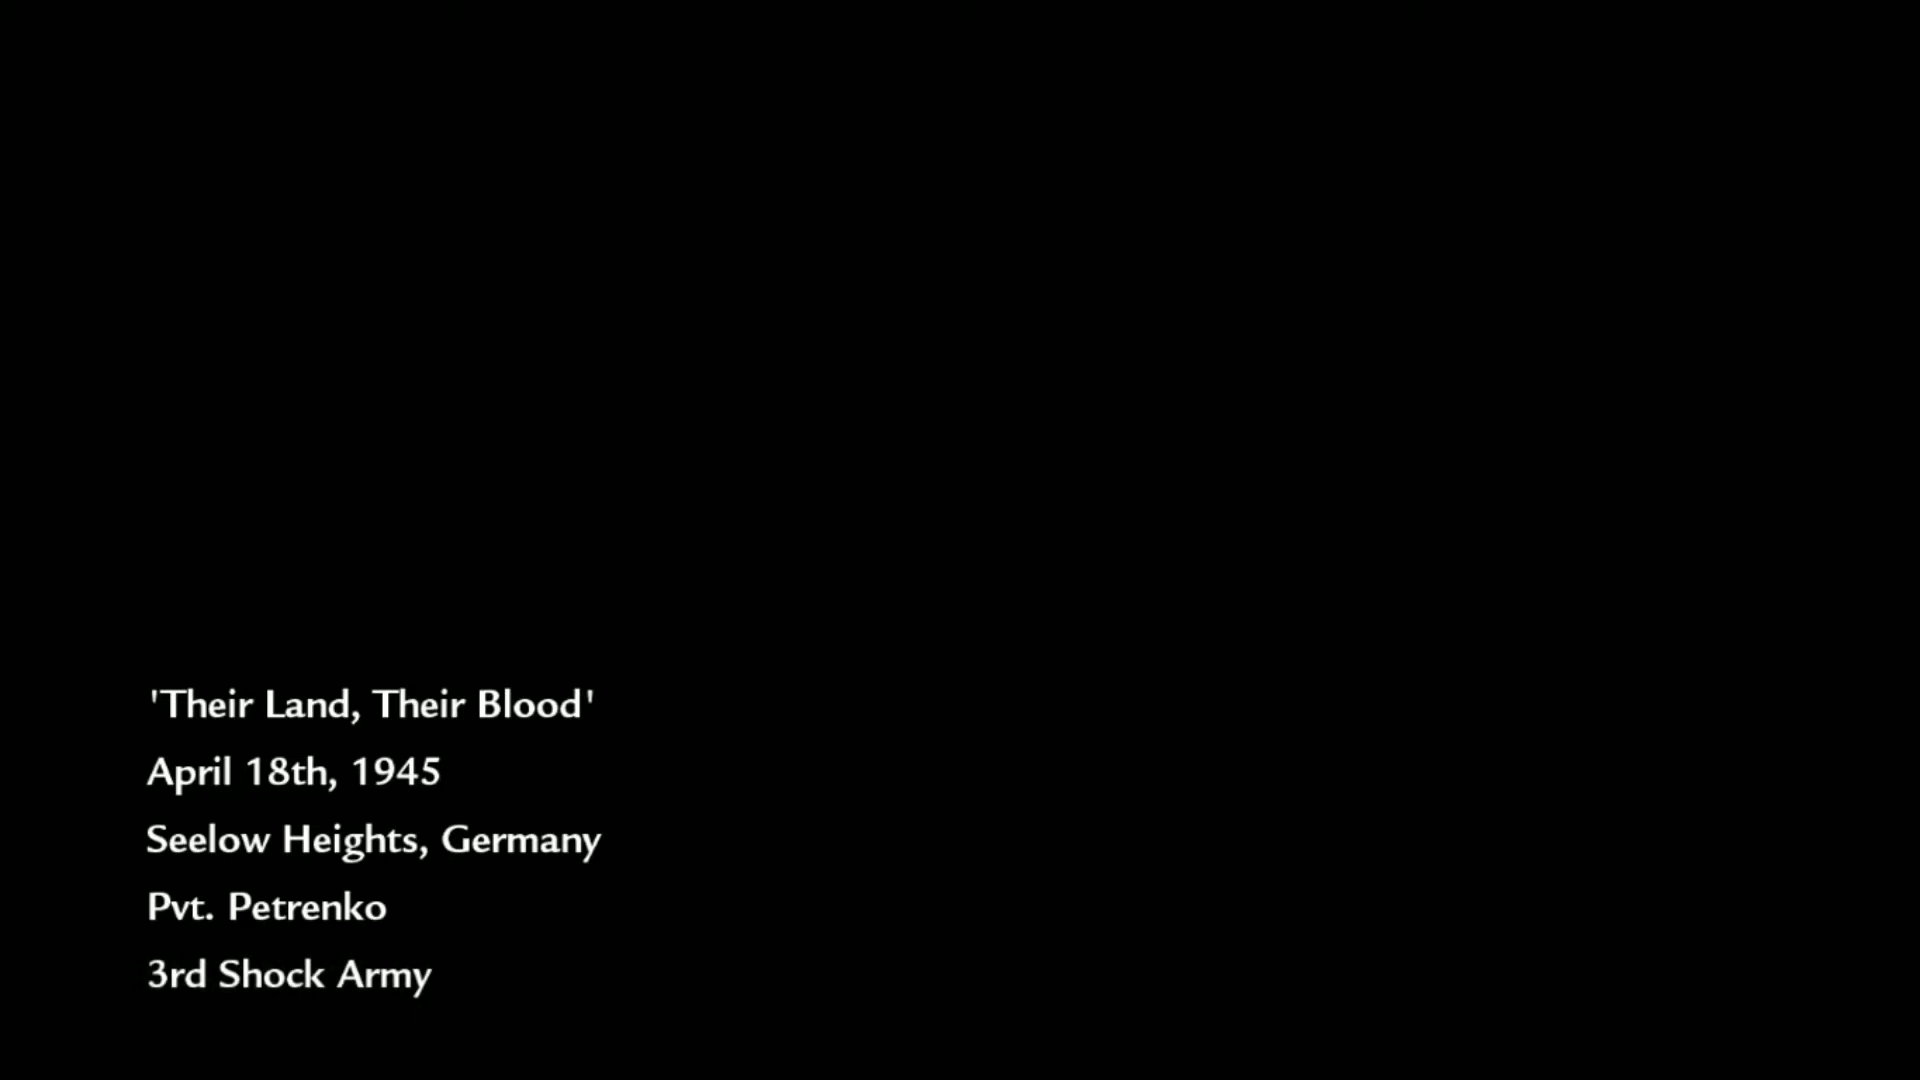 'Their Land, Their Blood'
April 18th, 1945
Seelow Heights, Germany
Pvt. Petrenko
3rd Shock Army